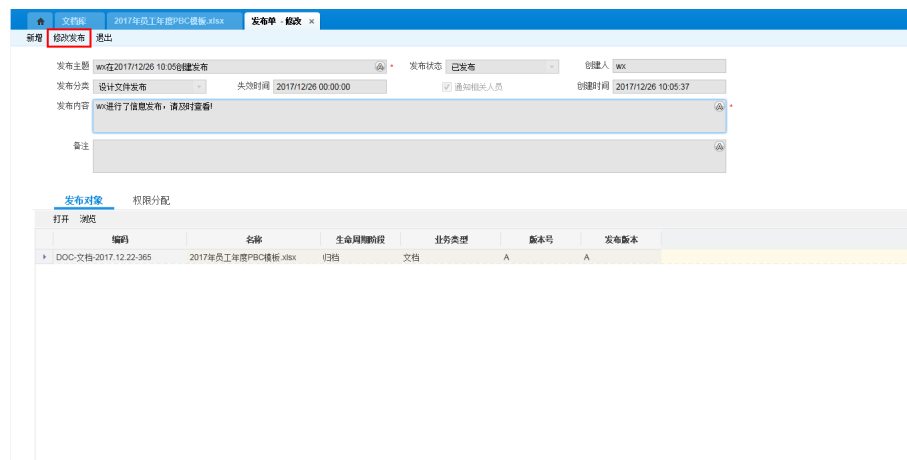 文档库 2017年员工年度PBC模板.xlsx 发布单 - 修改 ×
新增 修改发布 退出
发布主题 wx在2017/12/26 10:05创建发布 * 发布状态 已发布 创建人 wx
发布分类 设计文件发布 失效时间 2017/12/26 00:00:00 通知相关人员 创建时间 2017/12/26 10:05:37
发布内容 wx进行了信息发布，请及时查看! *
备注
发布对象 权限分配
打开 浏览
编码 名称 生命周期阶段 业务类型 版本号 发布版本
DOC-文档-2017.12.22-365 2017年员工年度PBC模板.xlsx 归档 文档 A A